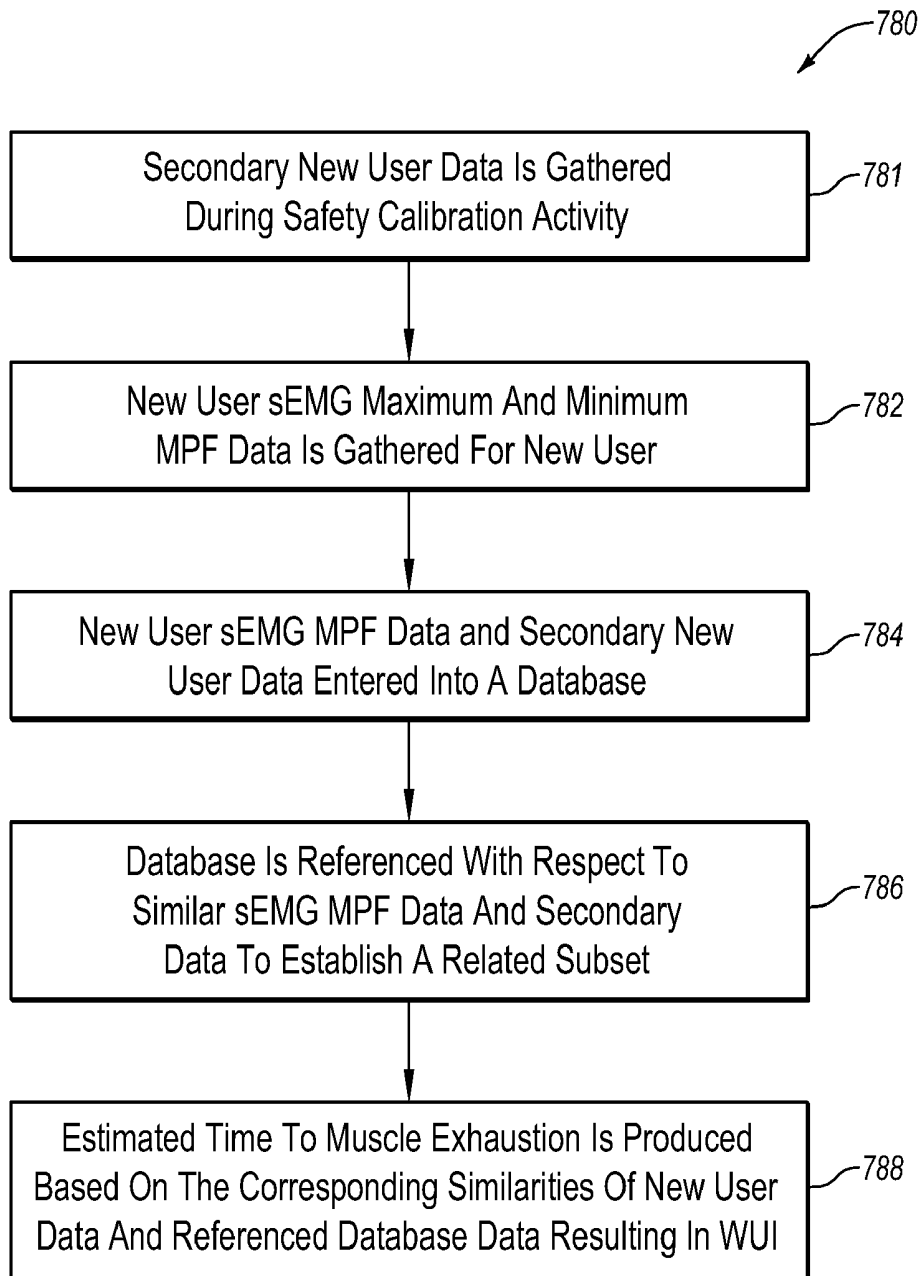 780
Secondary New User Data Is Gathered
During Safety Calibration Activity
781
New User sEMG Maximum And Minimum
MPF Data Is Gathered For New User
782
New User sEMG MPF Data and Secondary New
User Data Entered Into A Database
784
Database Is Referenced With Respect To
Similar sEMG MPF Data And Secondary
Data To Establish A Related Subset
786
Estimated Time To Muscle Exhaustion Is Produced
Based On The Corresponding Similarities Of New User
Data And Referenced Database Data Resulting In WUI
788